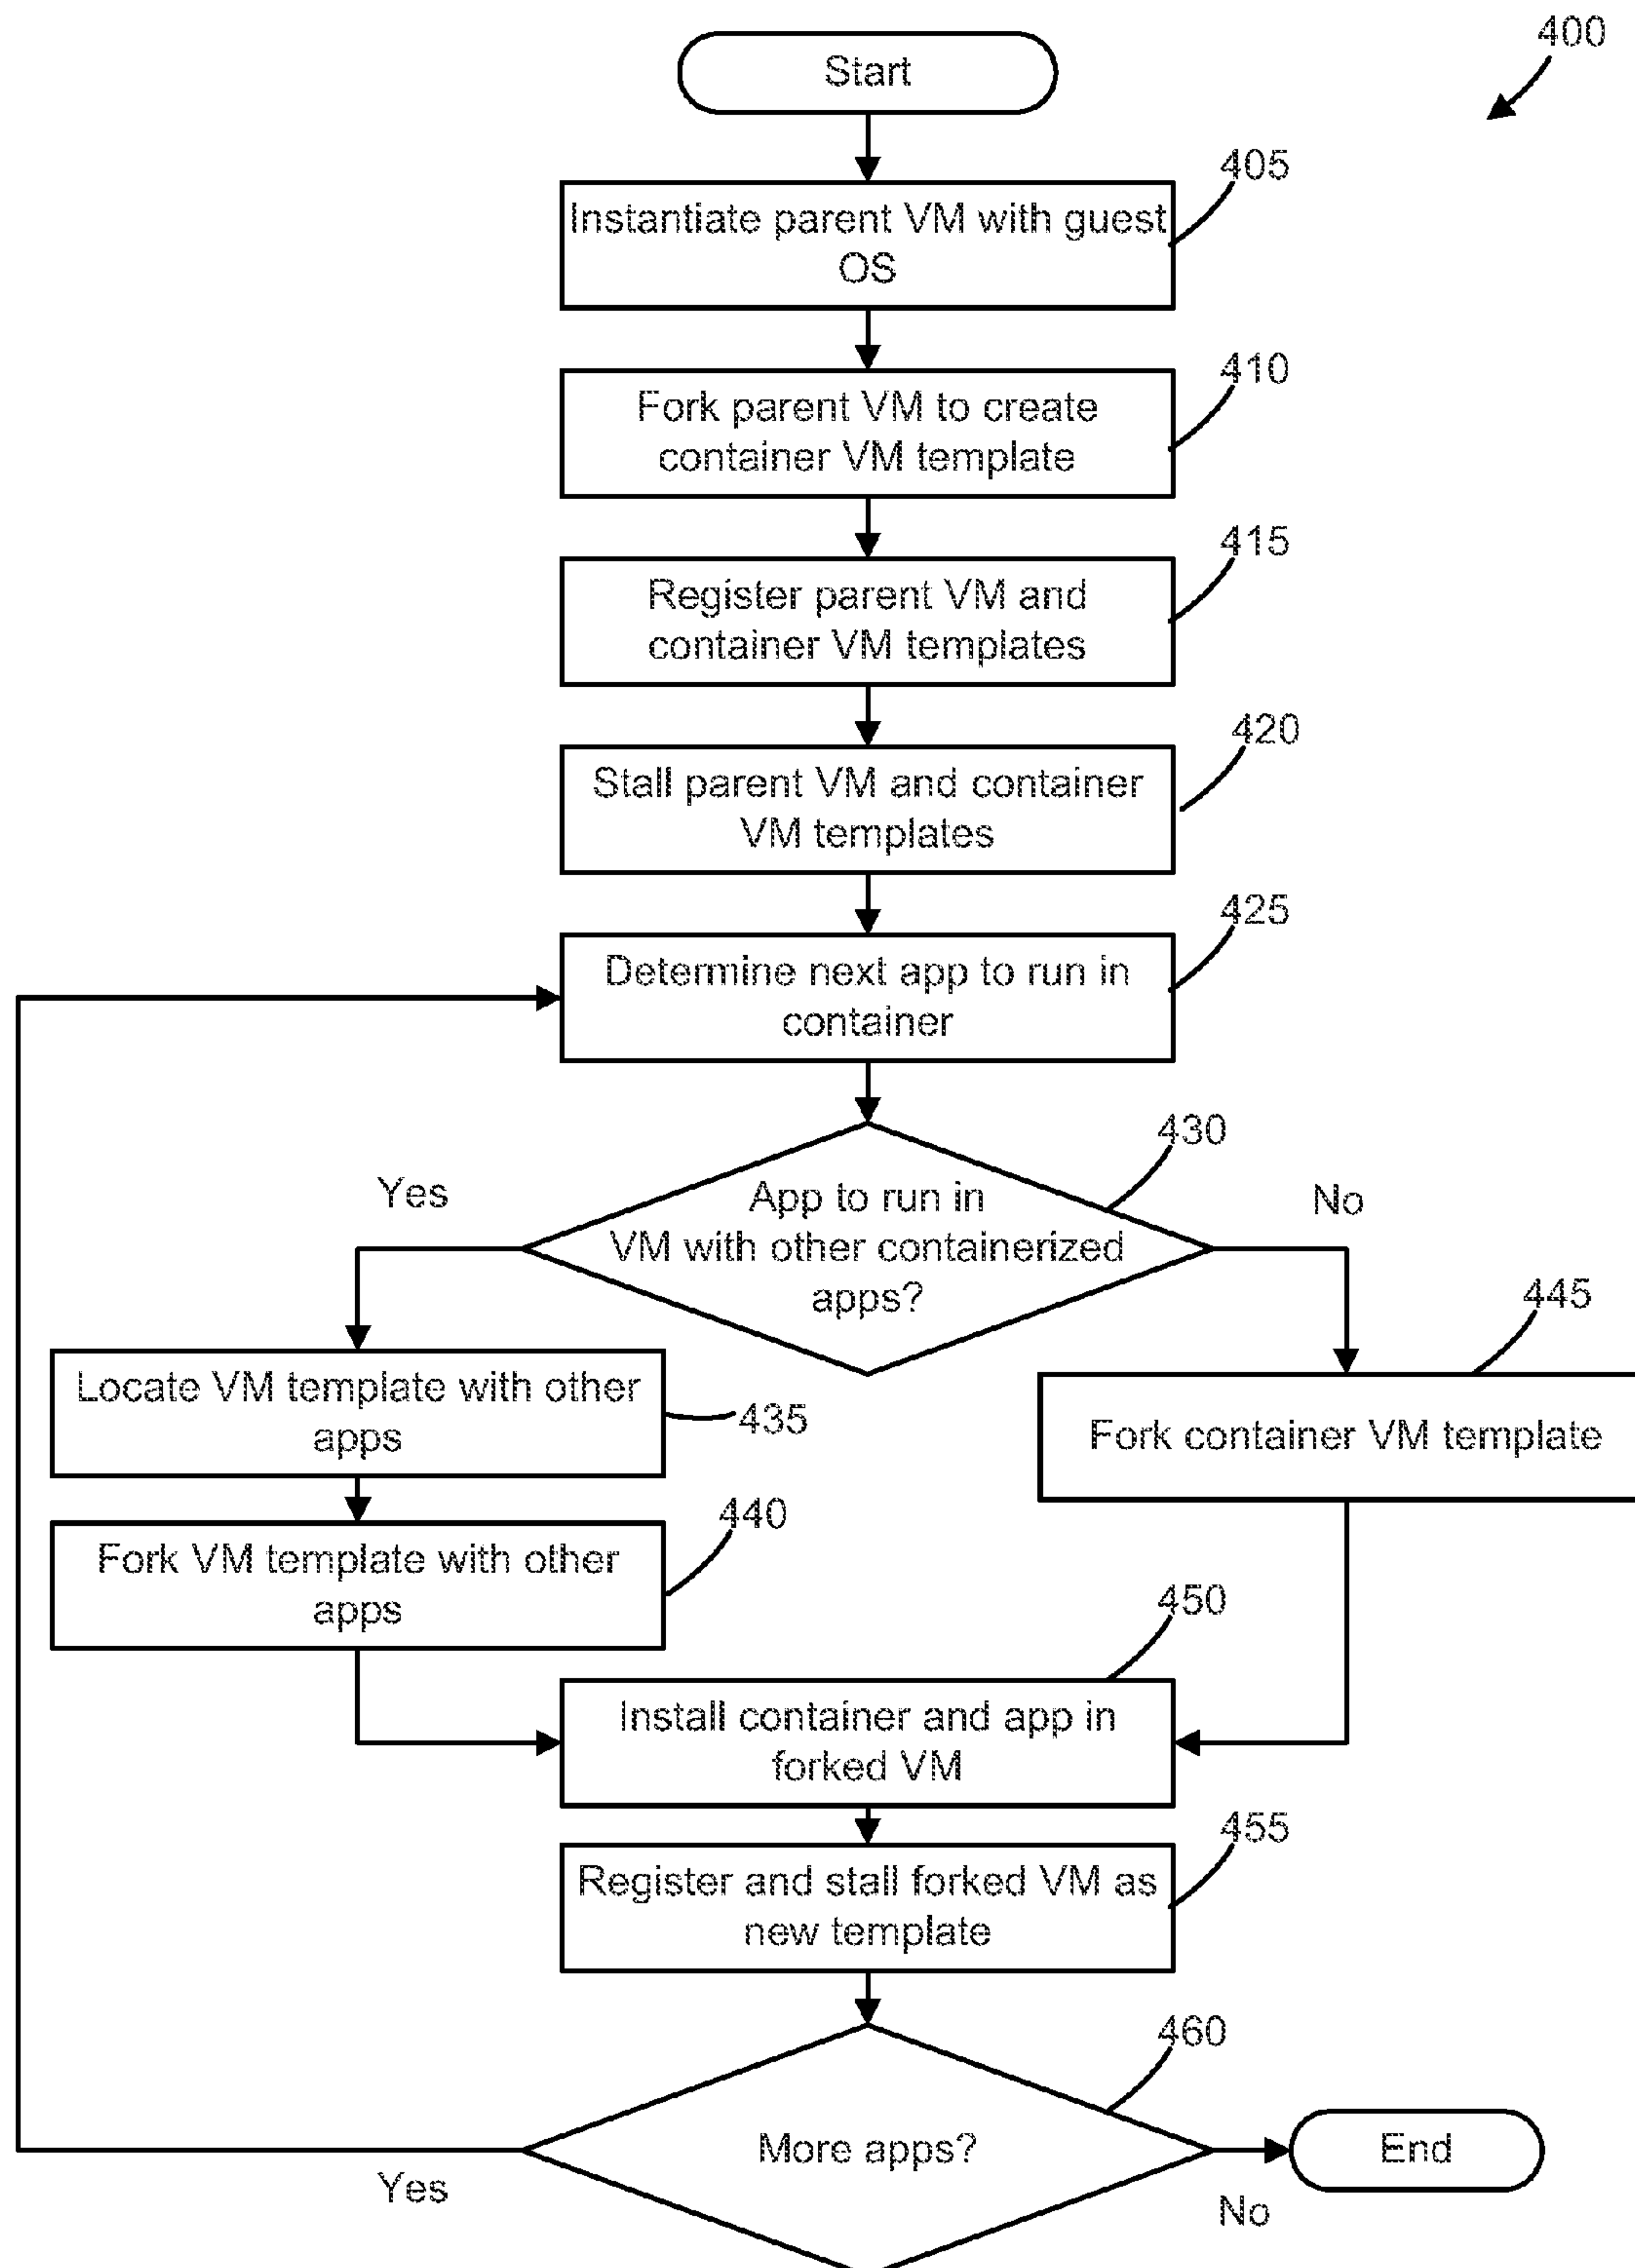 400
Start
405
Instantiate parent VM with guest
OS
410
Fork parent VM to create
container VM template
415
Register parent VM and
container VM templates
420
Stall parent VM and container
VM templates
425
Determine next app to run in
container
430
Yes
App to run in
VM with other containerized
apps?
No
445
Locate VM template with other
apps
435
Fork container VM template
440
Fork VM template with other
apps
450
Install container and app in
forked VM
455
Register and stall forked VM as
new template
460
More apps?
End
Yes
No